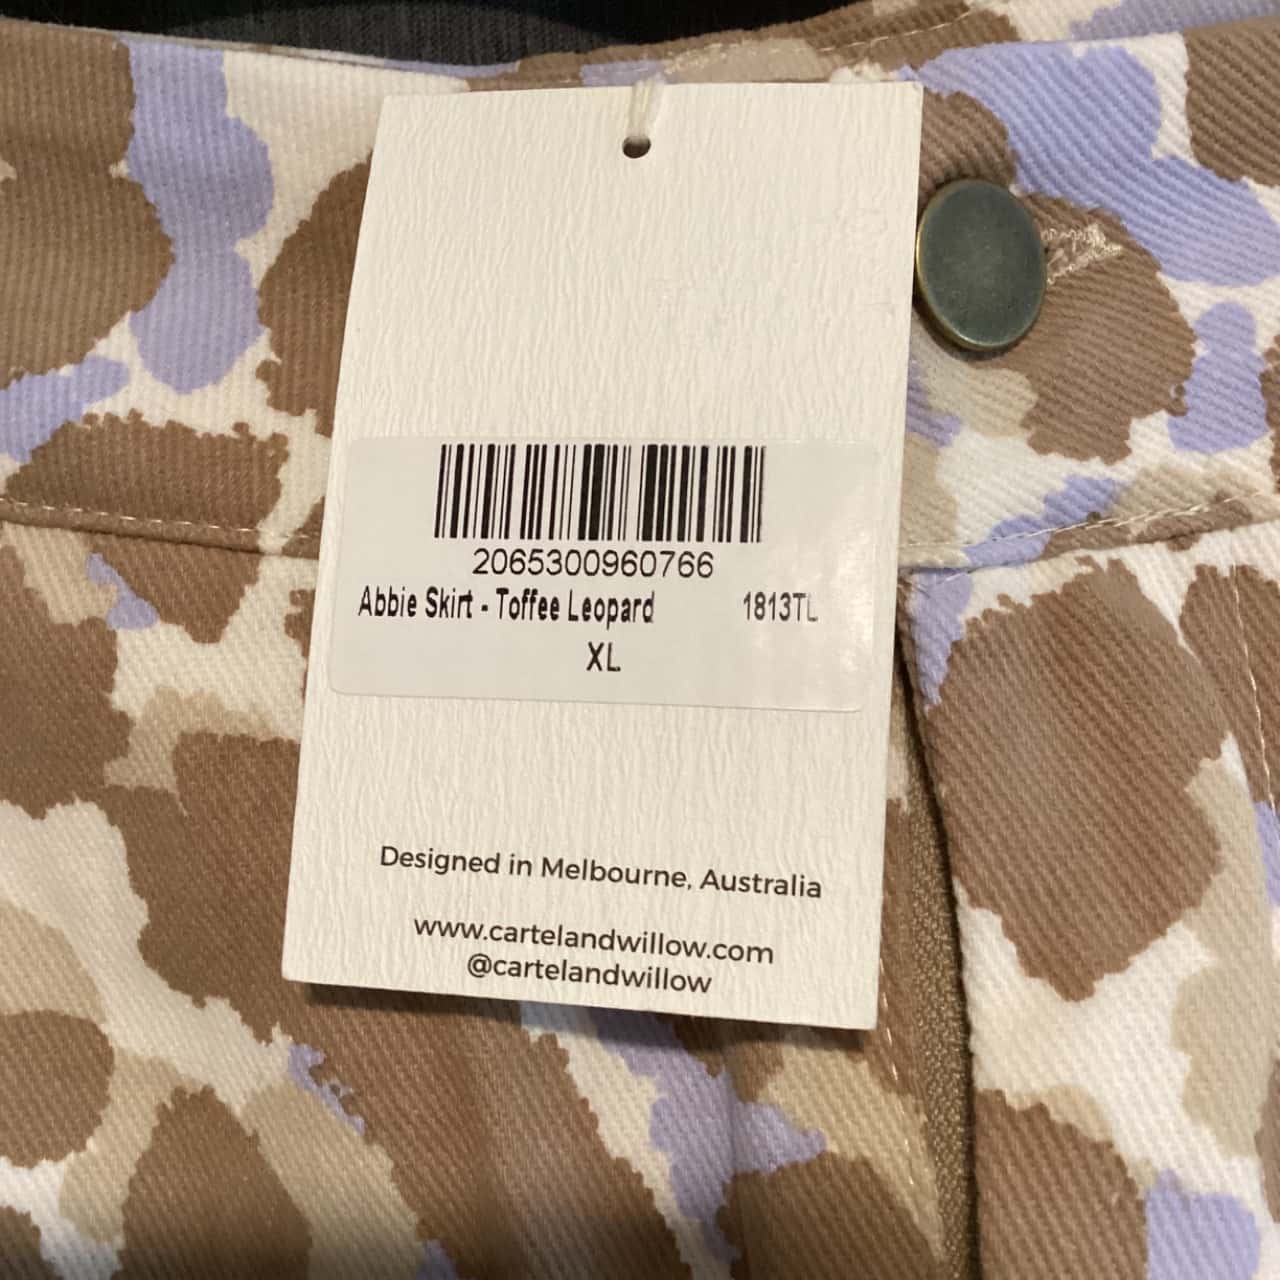 2065300960766
Abbie Skirt - Toffee Leopard 1813TL
XL
Designed in Melbourne, Australia
www.cartelandwillow.com
@cartelandwillow